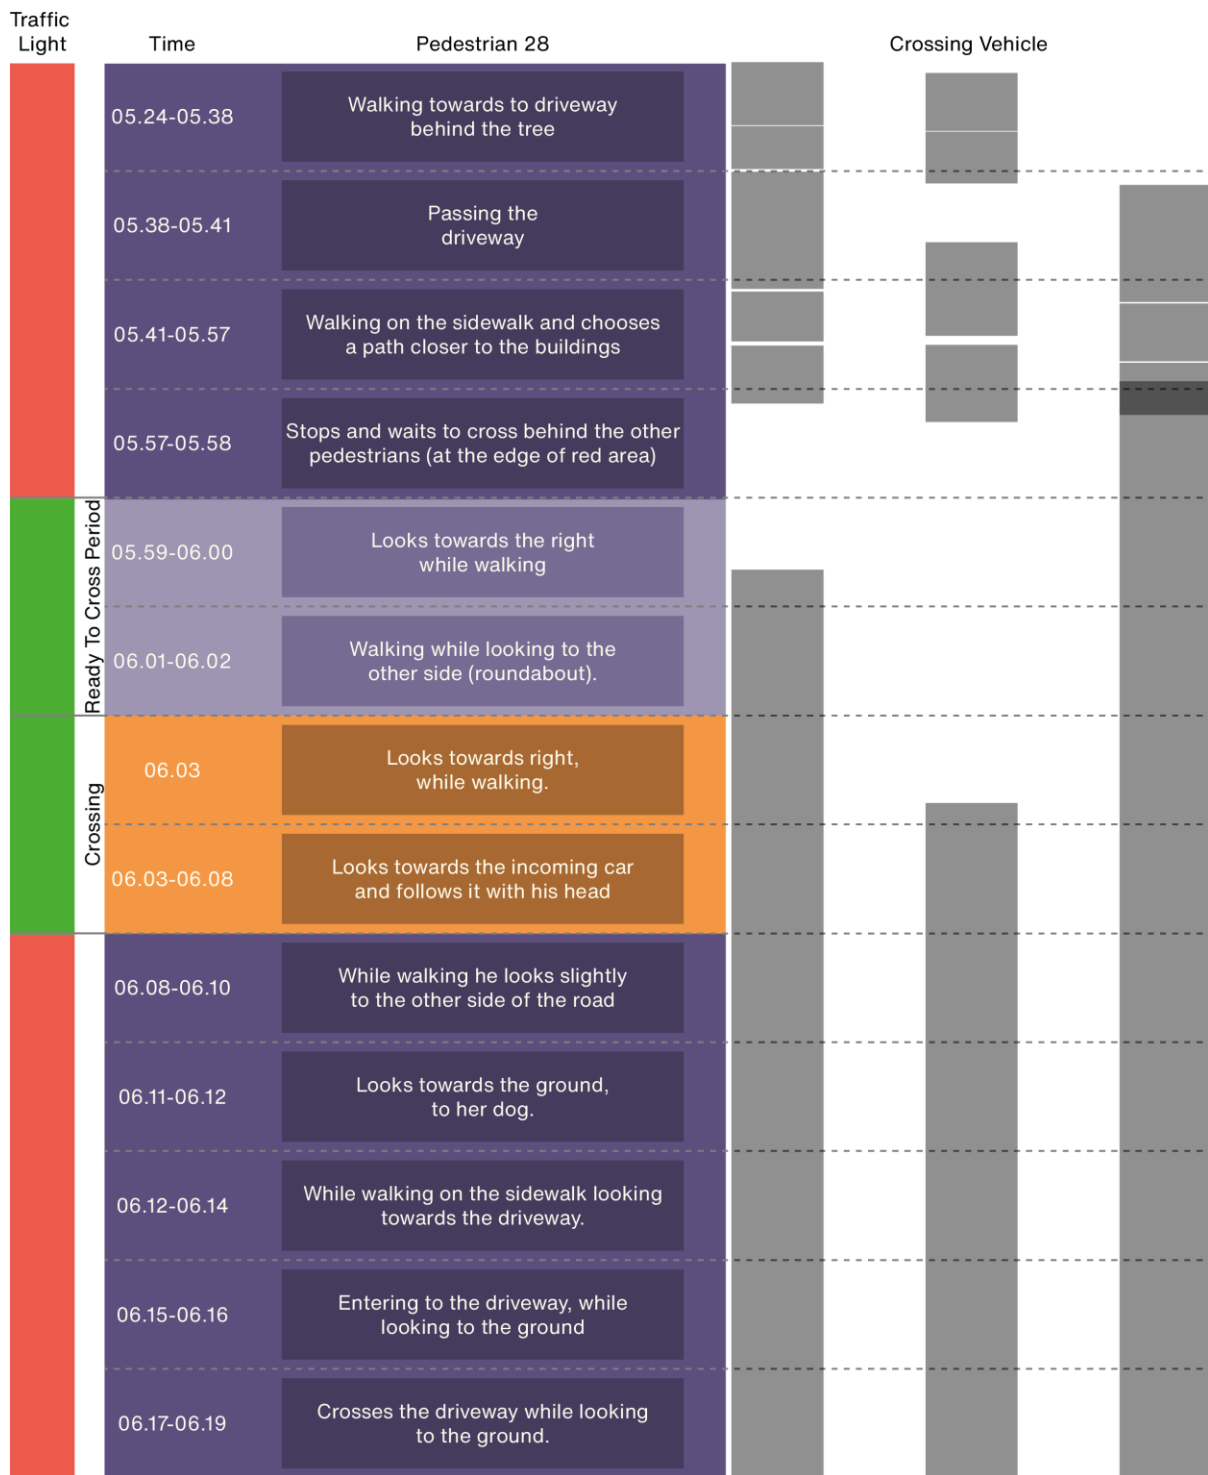 Traffic
Light
Time
Pedestrian 28
Crossing Vehicle
05.24-05.38
Walking towards to driveway
behind the tree
05.38-05.41
Passing the
driveway
05.41-05.57
Walking on the sidewalk and chooses
a path closer to the buildings
05.57-05.58
Stops and waits to cross behind the other
pedestrians (at the edge of red area)
Ready To Cross Period
05.59-06.00
Looks towards the right
while walking
06.01-06.02
Walking while looking to the
other side (roundabout).
Crossing
06.03
Looks towards right,
while walking.
06.03-06.08
Looks towards the incoming car
and follows it with his head
06.08-06.10
While walking he looks slightly
to the other side of the road
06.11-06.12
Looks towards the ground,
to her dog.
06.12-06.14
While walking on the sidewalk looking
towards the driveway.
06.15-06.16
Entering to the driveway, while
looking to the ground
06.17-06.19
Crosses the driveway while looking
to the ground.